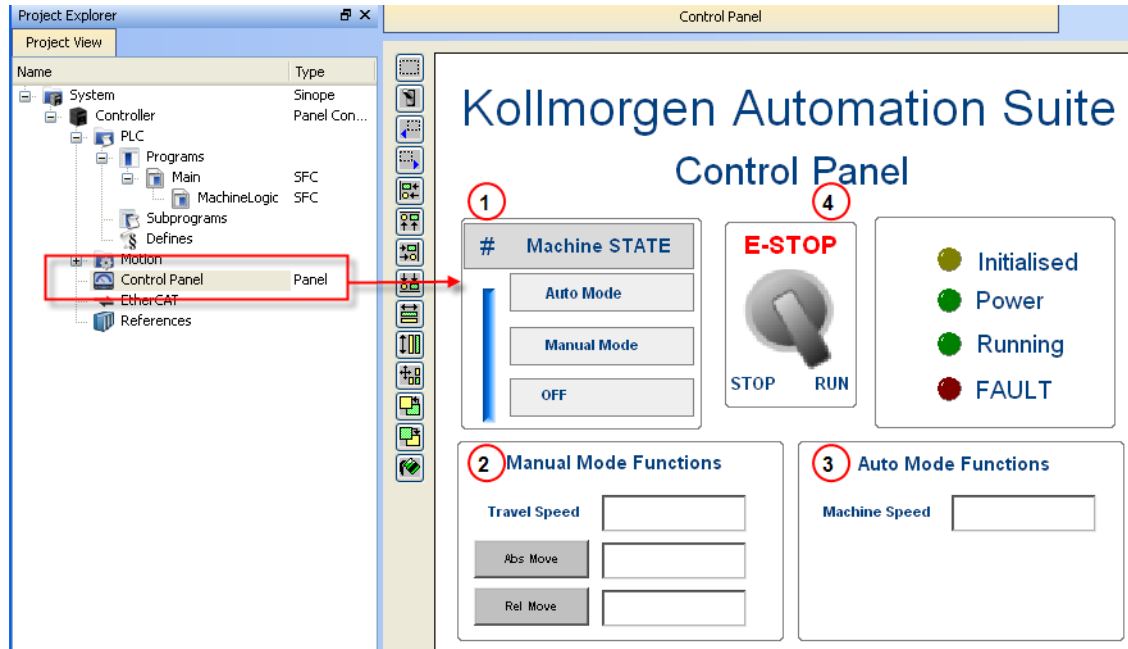 Project Explorer
Project View
Name Type
System Sinope
Controller Panel Con...
PLC
Programs
Main SFC
MachineLogic SFC
Subprograms
Defines
Motion
Control Panel Panel
EtherCAT
References
Control Panel
Kollmorgen Automation Suite
Control Panel
1
# Machine STATE
Auto Mode
Manual Mode
OFF
4
E-STOP
STOP RUN
Initialised
Power
Running
FAULT
2 Manual Mode Functions
Travel Speed
Abs Move
Rel Move
3 Auto Mode Functions
Machine Speed